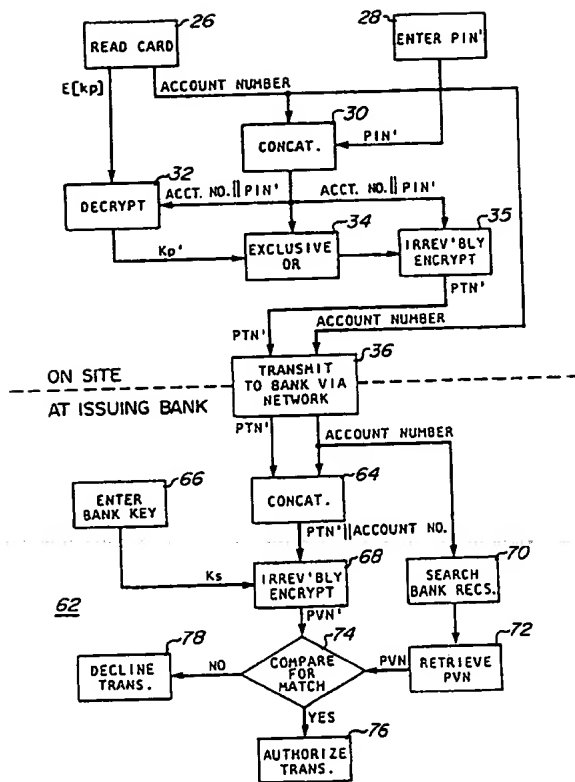 26
READ CARD
28
ENTER PIN'
E[kp]
ACCOUNT NUMBER
30
CONCAT.
PIN'
32
DECRYPT
ACCT. NO.||PIN'
ACCT. NO.||PIN'
34
35
Kp'
EXCLUSIVE
OR
IRREV'BLY
ENCRYPT
PTN'
PTN'
ACCOUNT NUMBER
36
TRANSMIT
TO BANK VIA
NETWORK
ON SITE
AT ISSUING BANK
PTN'
ACCOUNT NUMBER
66
ENTER
BANK KEY
64
CONCAT.
PTN'||ACCOUNT NO.
68
Ks
IRREV'BLY
ENCRYPT
70
SEARCH
BANK RECS.
62
PVN'
78
DECLINE
TRANS.
NO
74
COMPARE
FOR
MATCH
PVN
72
RETRIEVE
PVN
YES
76
AUTHORIZE
TRANS.